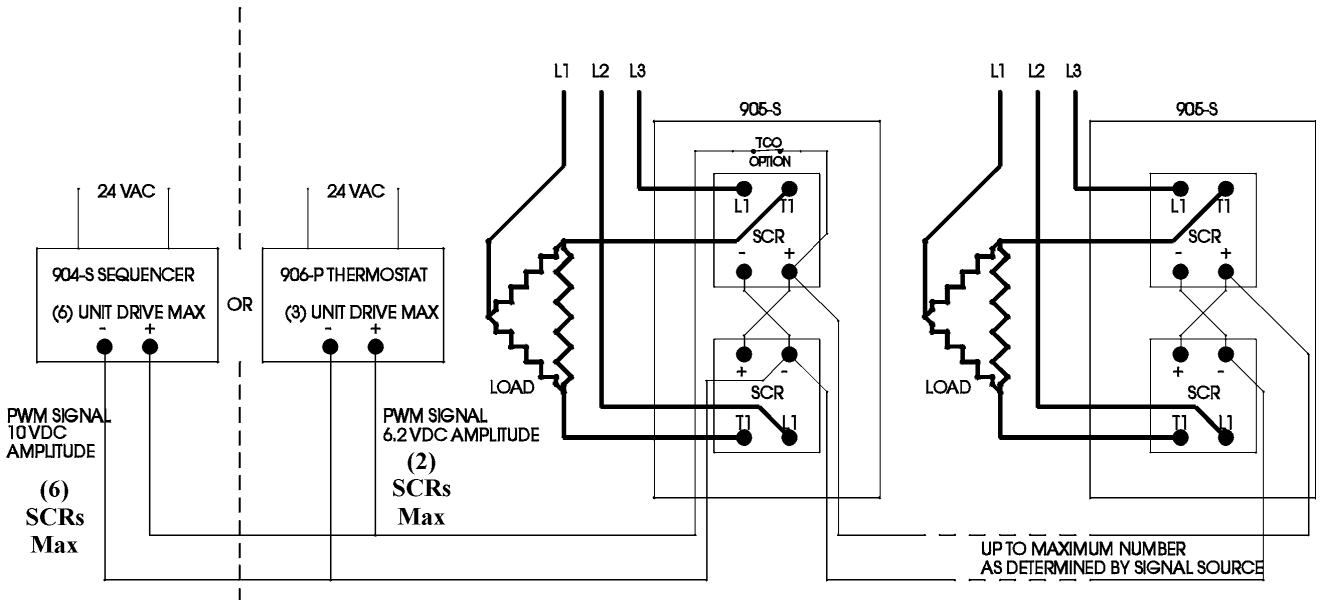 L1 L2 L3
L1 L2 L3
905-S
905-S
TCO
OPTION
24 VAC
24 VAC
L1 T1
L1 T1
SCR
SCR
- +
- +
904-S SEQUENCER
(6) UNIT DRIVE MAX
- +
OR
906-P THERMOSTAT
(3) UNIT DRIVE MAX
- +
+ -
+ -
SCR
SCR
LOAD
LOAD
T1 L1
T1 L1
PWM SIGNAL
10 VDC
AMPLITUDE
PWM SIGNAL
6.2 VDC AMPLITUDE
(6)
SCRs
Max
(2)
SCRs
Max
UP TO MAXIMUM NUMBER
AS DETERMINED BY SIGNAL SOURCE